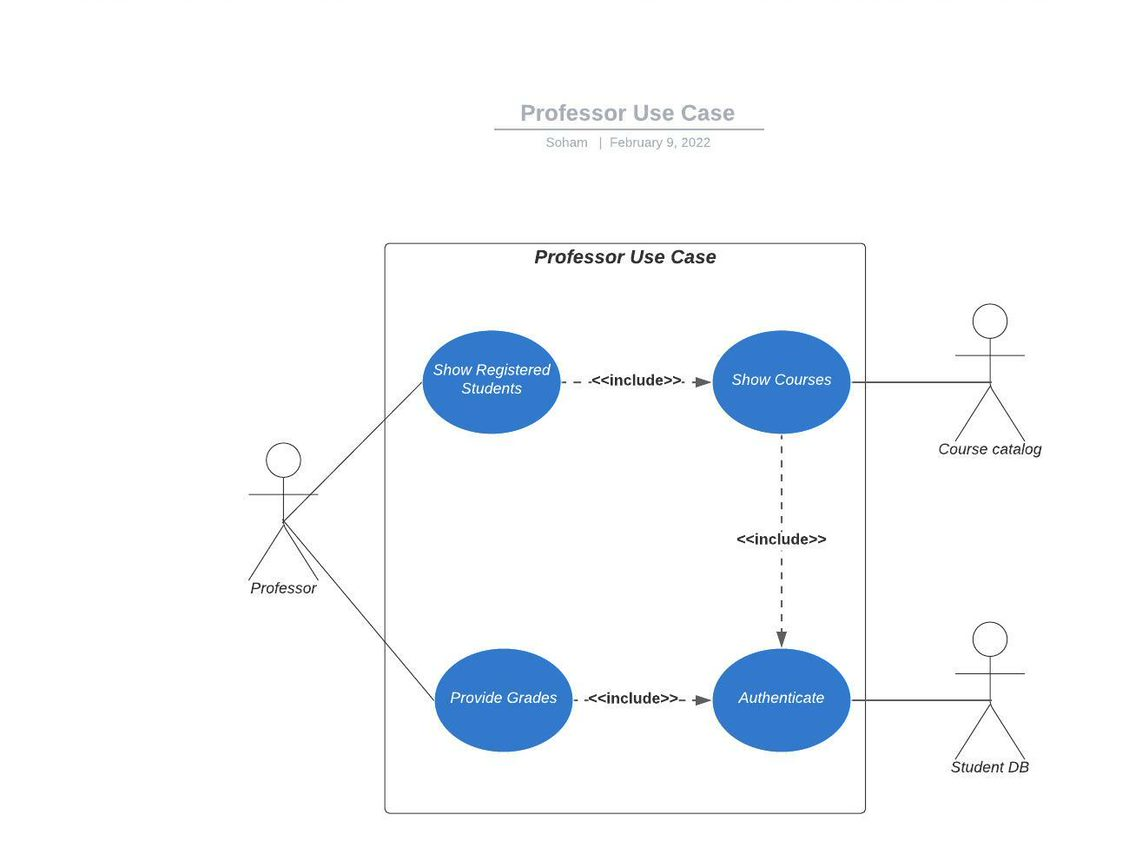 Professor Use Case
Soham | February 9, 2022
Professor Use Case
Show Registered
Students
<<include>>
Show Courses
Course catalog
<<include>>
Professor
Provide Grades
<<include>>
Authenticate
Student DB